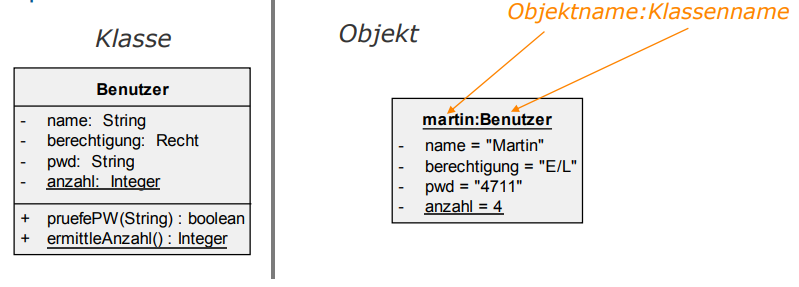 Klasse
Benutzer
- name: String
- berechtigung: Recht
- pwd: String
- anzahl: Integer
+ pruefePW(String) : boolean
+ ermittleAnzahl() : Integer
Objekt
Objektname:Klassenname
martin:Benutzer
- name = "Martin"
- berechtigung = "E/L"
- pwd = "4711"
- anzahl = 4